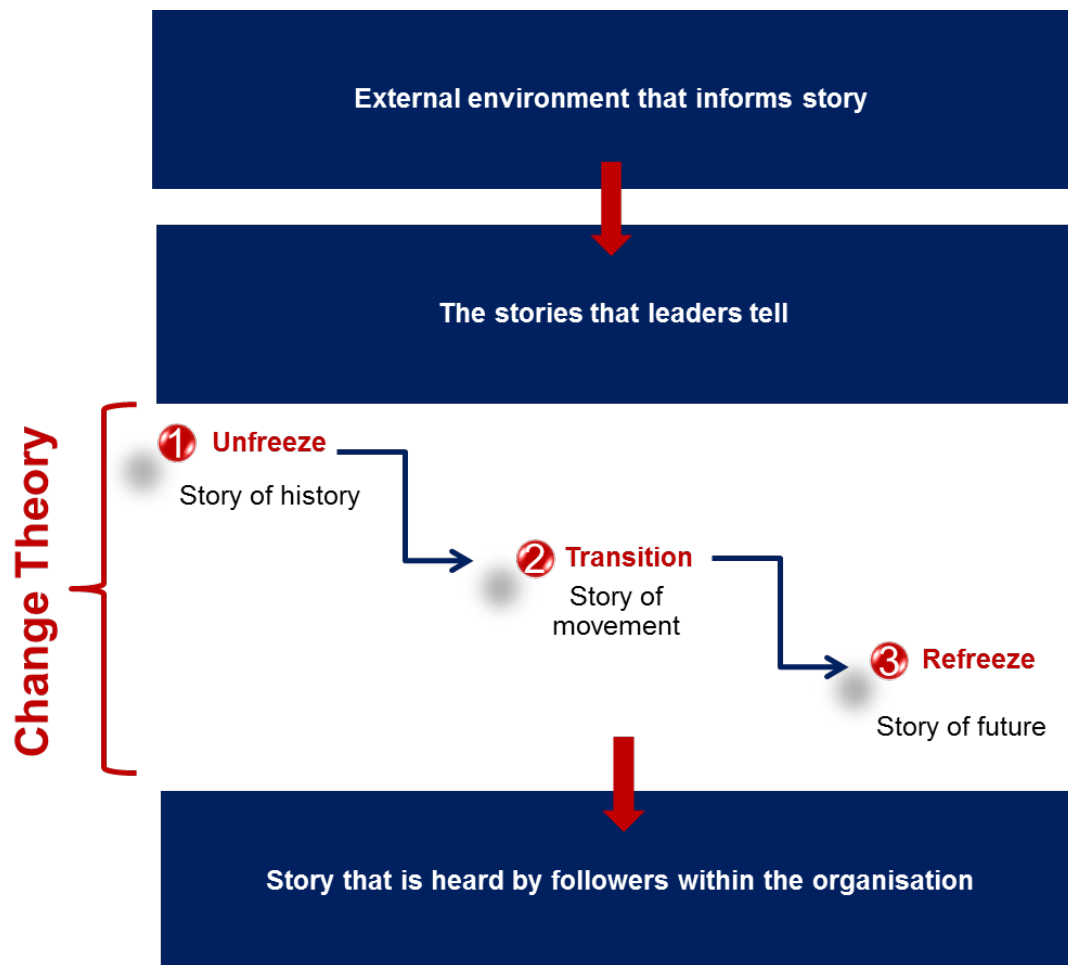 External environment that informs story
The stories that leaders tell
Change Theory
1 Unfreeze
Story of history
2 Transition
Story of
movement
3 Refreeze
Story of future
Story that is heard by followers within the organisation